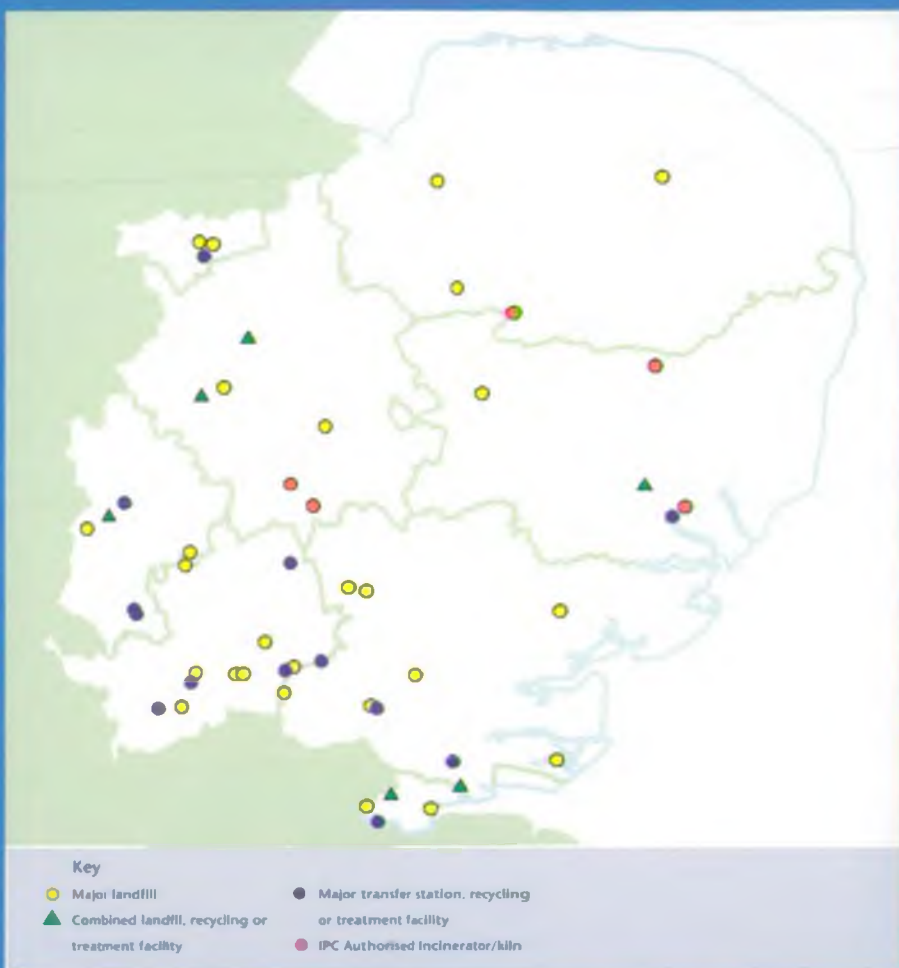 Key
Major landfill
Combined landfill, recycling or
treatment facility
Major transfer station, recycling
or treatment facility
IPC Authorised Incinerator/kiln